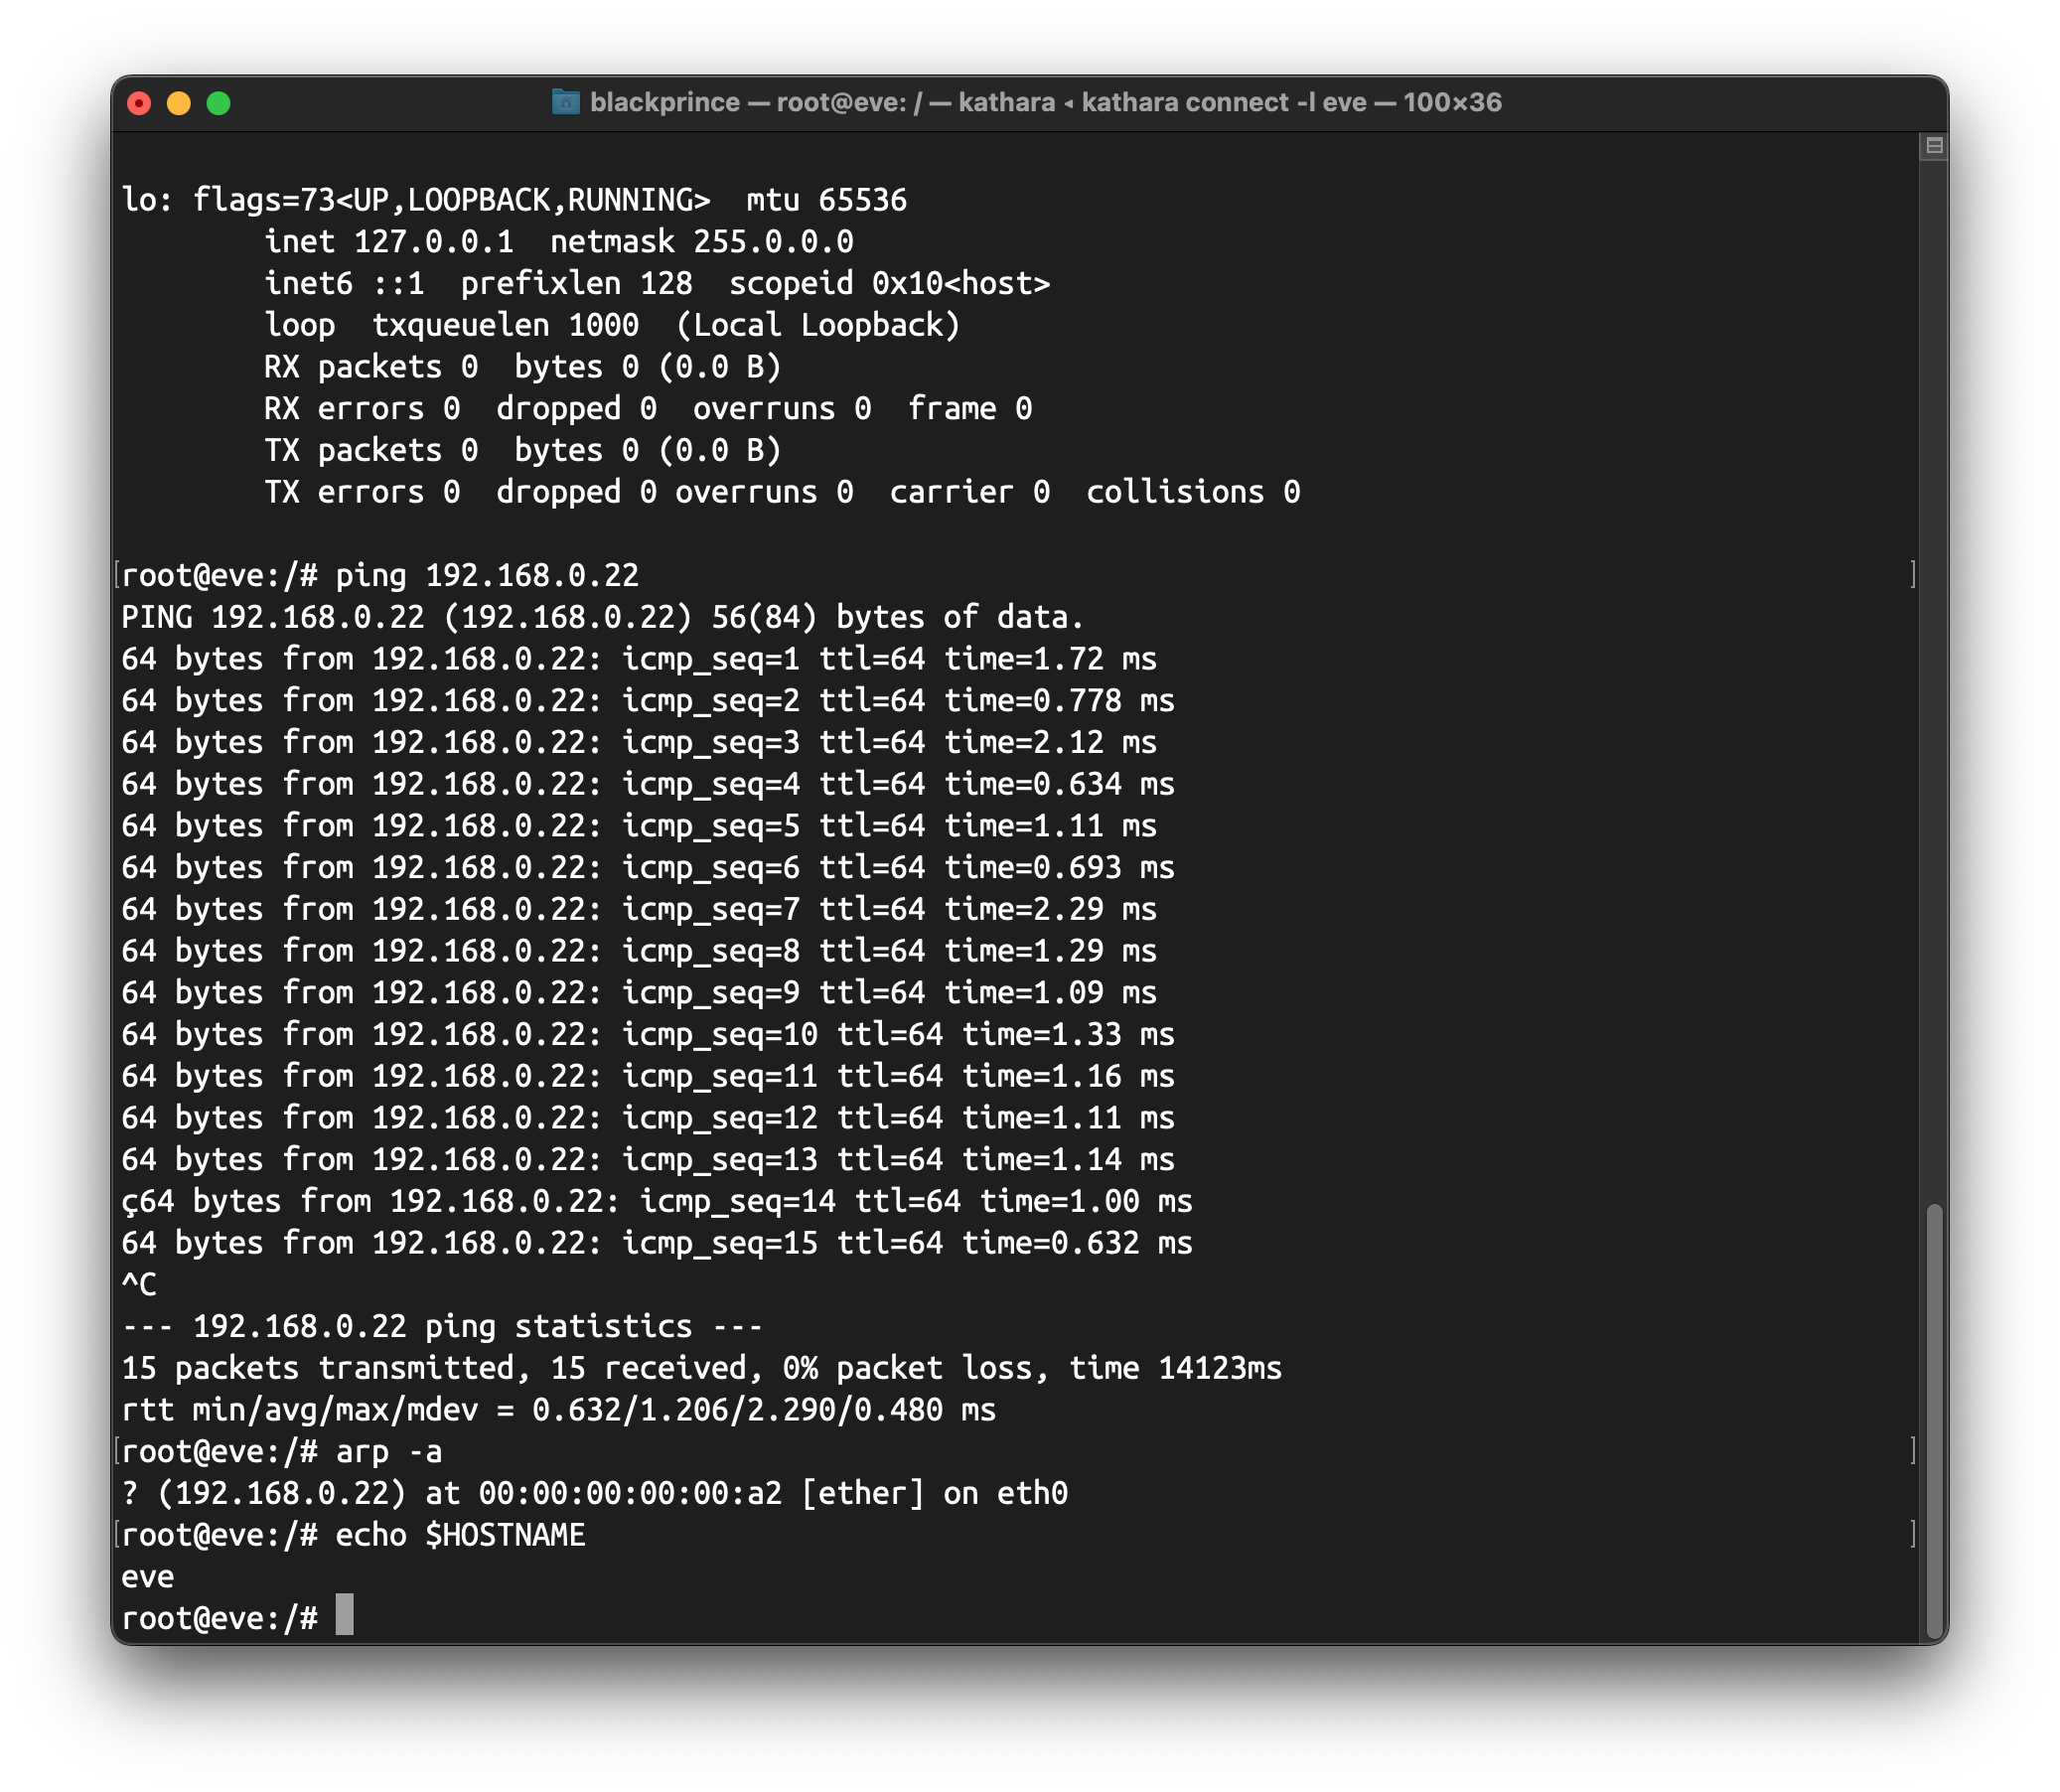 blackprince — root@eve: / — kathara ◂ kathara connect -l eve — 100×36
lo: flags=73<UP,LOOPBACK,RUNNING>  mtu 65536
        inet 127.0.0.1  netmask 255.0.0.0
        inet6 ::1  prefixlen 128  scopeid 0x10<host>
        loop  txqueuelen 1000  (Local Loopback)
        RX packets 0  bytes 0 (0.0 B)
        RX errors 0  dropped 0  overruns 0  frame 0
        TX packets 0  bytes 0 (0.0 B)
        TX errors 0  dropped 0 overruns 0  carrier 0  collisions 0
[root@eve:/# ping 192.168.0.22 ]
PING 192.168.0.22 (192.168.0.22) 56(84) bytes of data.
64 bytes from 192.168.0.22: icmp_seq=1 ttl=64 time=1.72 ms
64 bytes from 192.168.0.22: icmp_seq=2 ttl=64 time=0.778 ms
64 bytes from 192.168.0.22: icmp_seq=3 ttl=64 time=2.12 ms
64 bytes from 192.168.0.22: icmp_seq=4 ttl=64 time=0.634 ms
64 bytes from 192.168.0.22: icmp_seq=5 ttl=64 time=1.11 ms
64 bytes from 192.168.0.22: icmp_seq=6 ttl=64 time=0.693 ms
64 bytes from 192.168.0.22: icmp_seq=7 ttl=64 time=2.29 ms
64 bytes from 192.168.0.22: icmp_seq=8 ttl=64 time=1.29 ms
64 bytes from 192.168.0.22: icmp_seq=9 ttl=64 time=1.09 ms
64 bytes from 192.168.0.22: icmp_seq=10 ttl=64 time=1.33 ms
64 bytes from 192.168.0.22: icmp_seq=11 ttl=64 time=1.16 ms
64 bytes from 192.168.0.22: icmp_seq=12 ttl=64 time=1.11 ms
64 bytes from 192.168.0.22: icmp_seq=13 ttl=64 time=1.14 ms
ç64 bytes from 192.168.0.22: icmp_seq=14 ttl=64 time=1.00 ms
64 bytes from 192.168.0.22: icmp_seq=15 ttl=64 time=0.632 ms
^C
--- 192.168.0.22 ping statistics ---
15 packets transmitted, 15 received, 0% packet loss, time 14123ms
rtt min/avg/max/mdev = 0.632/1.206/2.290/0.480 ms
[root@eve:/# arp -a ]
? (192.168.0.22) at 00:00:00:00:00:a2 [ether] on eth0
[root@eve:/# echo $HOSTNAME ]
eve
root@eve:/#